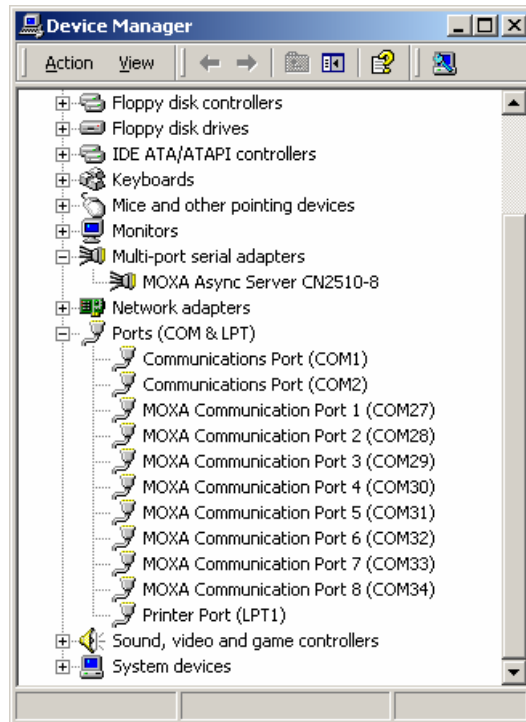 Device Manager
Action View
Floppy disk controllers
Floppy disk drives
IDE ATA/ATAPI controllers
Keyboards
Mice and other pointing devices
Monitors
Multi-port serial adapters
MOXA Async Server CN2510-8
Network adapters
Ports (COM & LPT)
Communications Port (COM1)
Communications Port (COM2)
MOXA Communication Port 1 (COM27)
MOXA Communication Port 2 (COM28)
MOXA Communication Port 3 (COM29)
MOXA Communication Port 4 (COM30)
MOXA Communication Port 5 (COM31)
MOXA Communication Port 6 (COM32)
MOXA Communication Port 7 (COM33)
MOXA Communication Port 8 (COM34)
Printer Port (LPT1)
Sound, video and game controllers
System devices